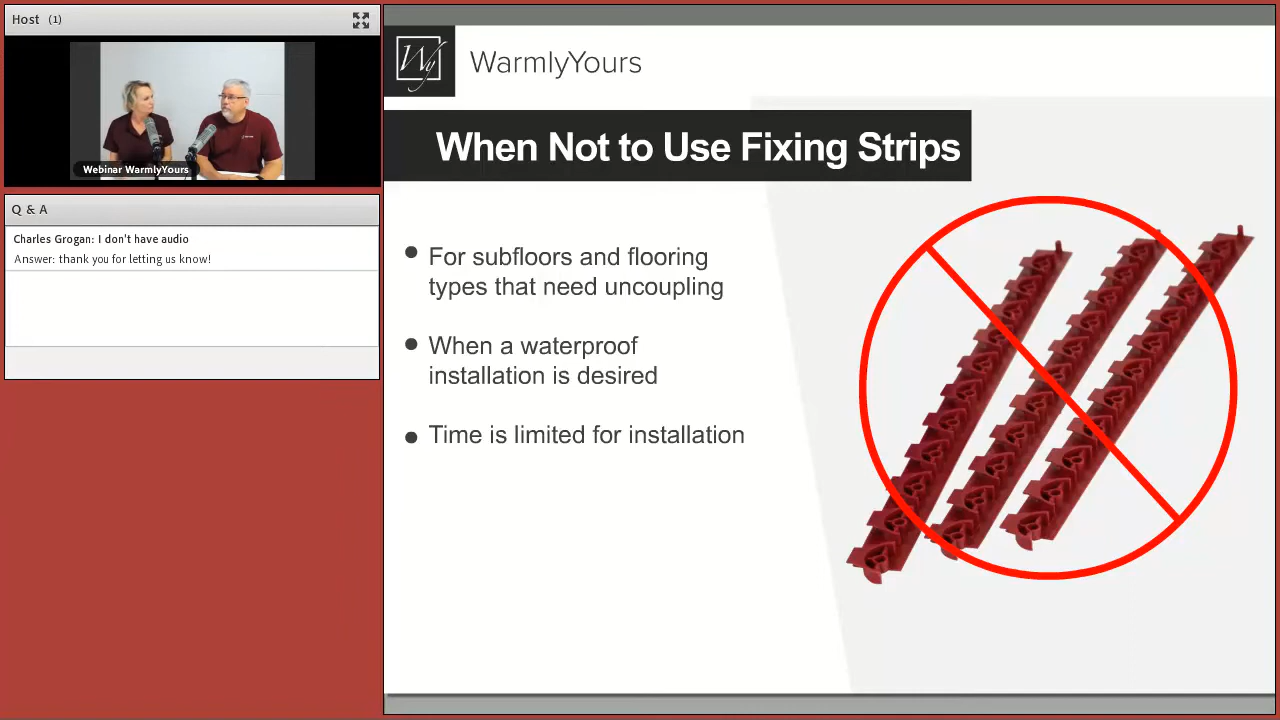 Host (1)
Webinar WarmlyYours
Q & A
Charles Grogan: I don't have audio
Answer: thank you for letting us know!
Wy
WarmlyYours
When Not to Use Fixing Strips
• For subfloors and flooring
types that need uncoupling
• When a waterproof
installation is desired
• Time is limited for installation